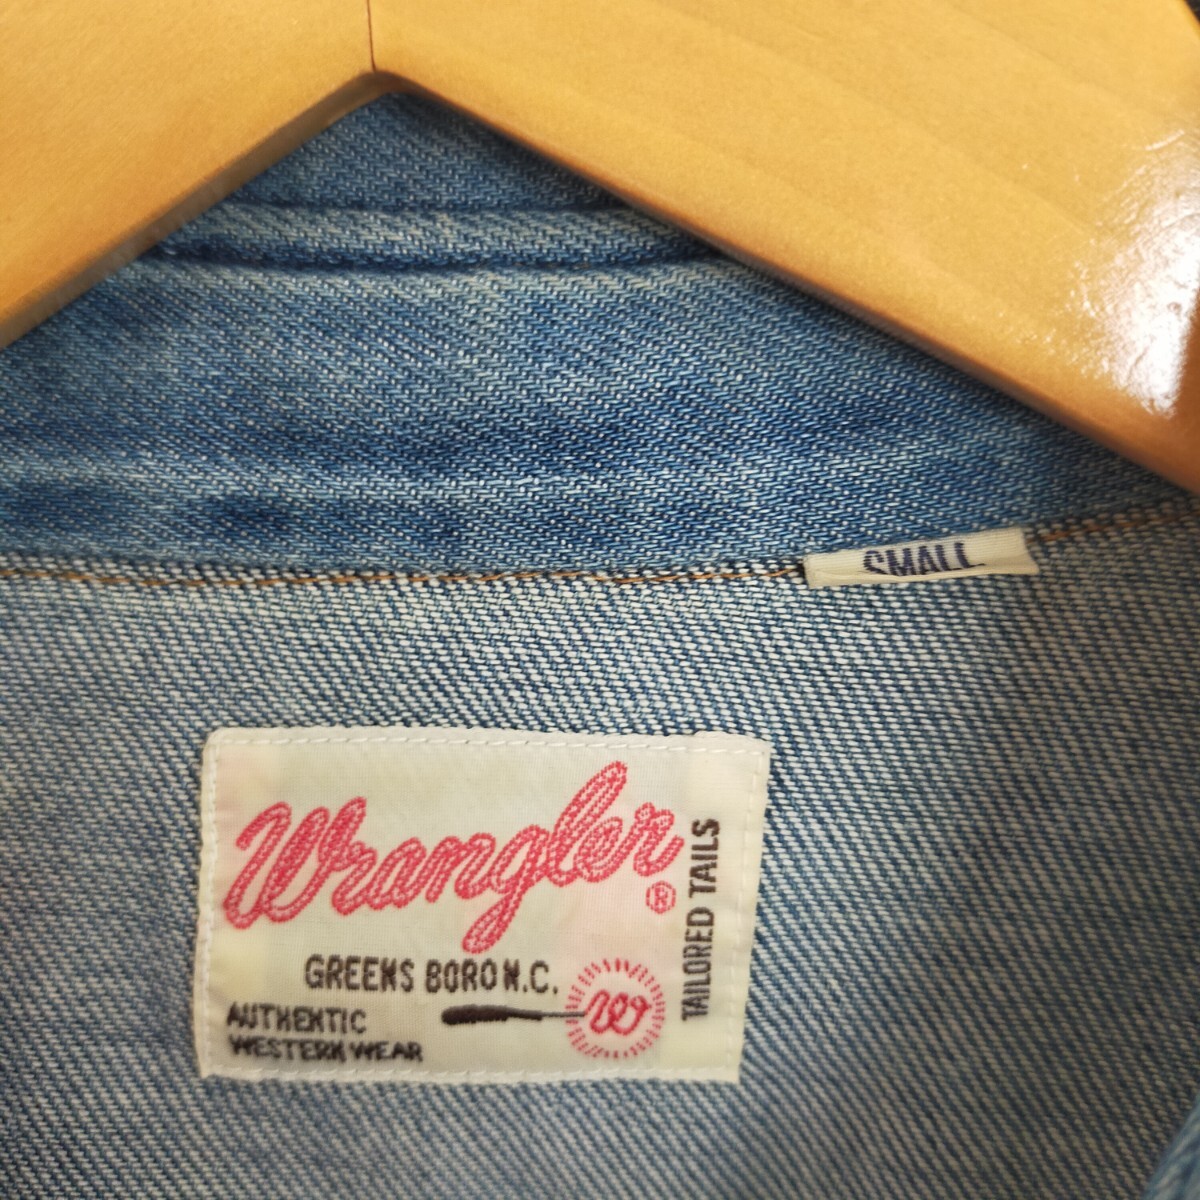 SMALL
Wrangler ®
GREENS BORO N.C.
AUTHENTIC
WESTERN WEAR
W
TAILORED TAILS